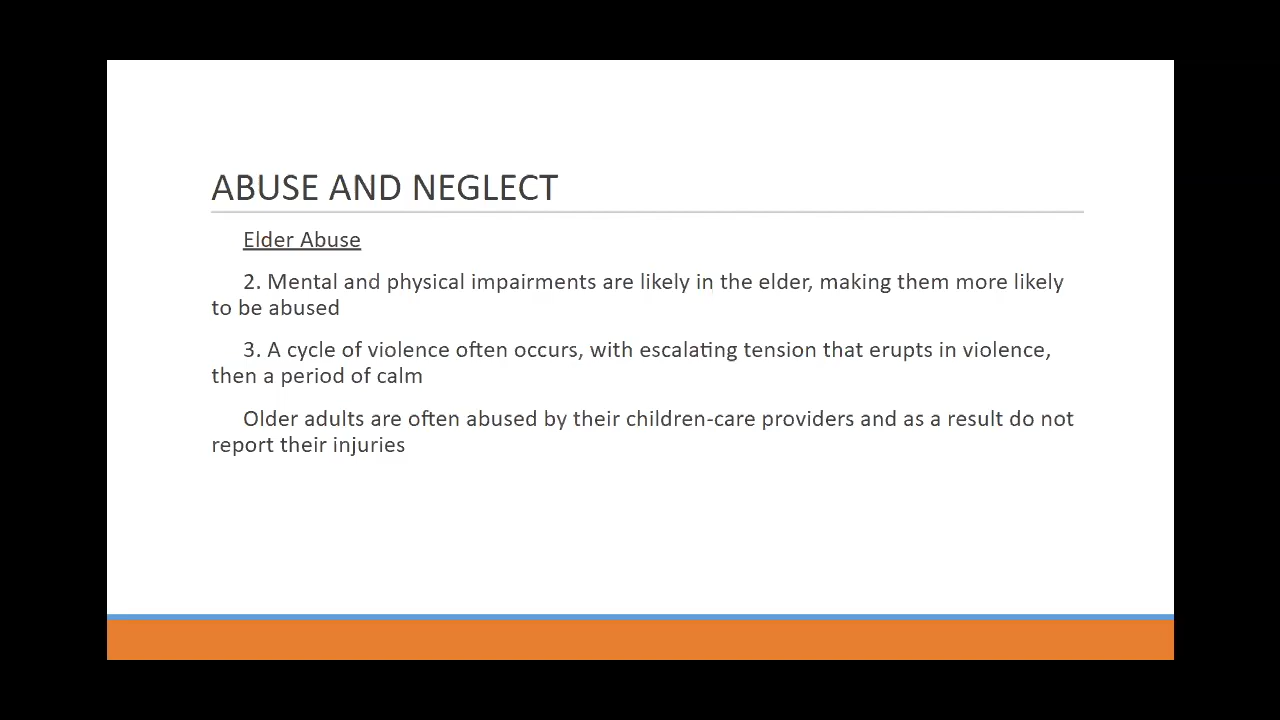 ABUSE AND NEGLECT
Elder Abuse
2. Mental and physical impairments are likely in the elder, making them more likely
to be abused
3. A cycle of violence often occurs, with escalating tension that erupts in violence,
then a period of calm
Older adults are often abused by their children-care providers and as a result do not
report their injuries